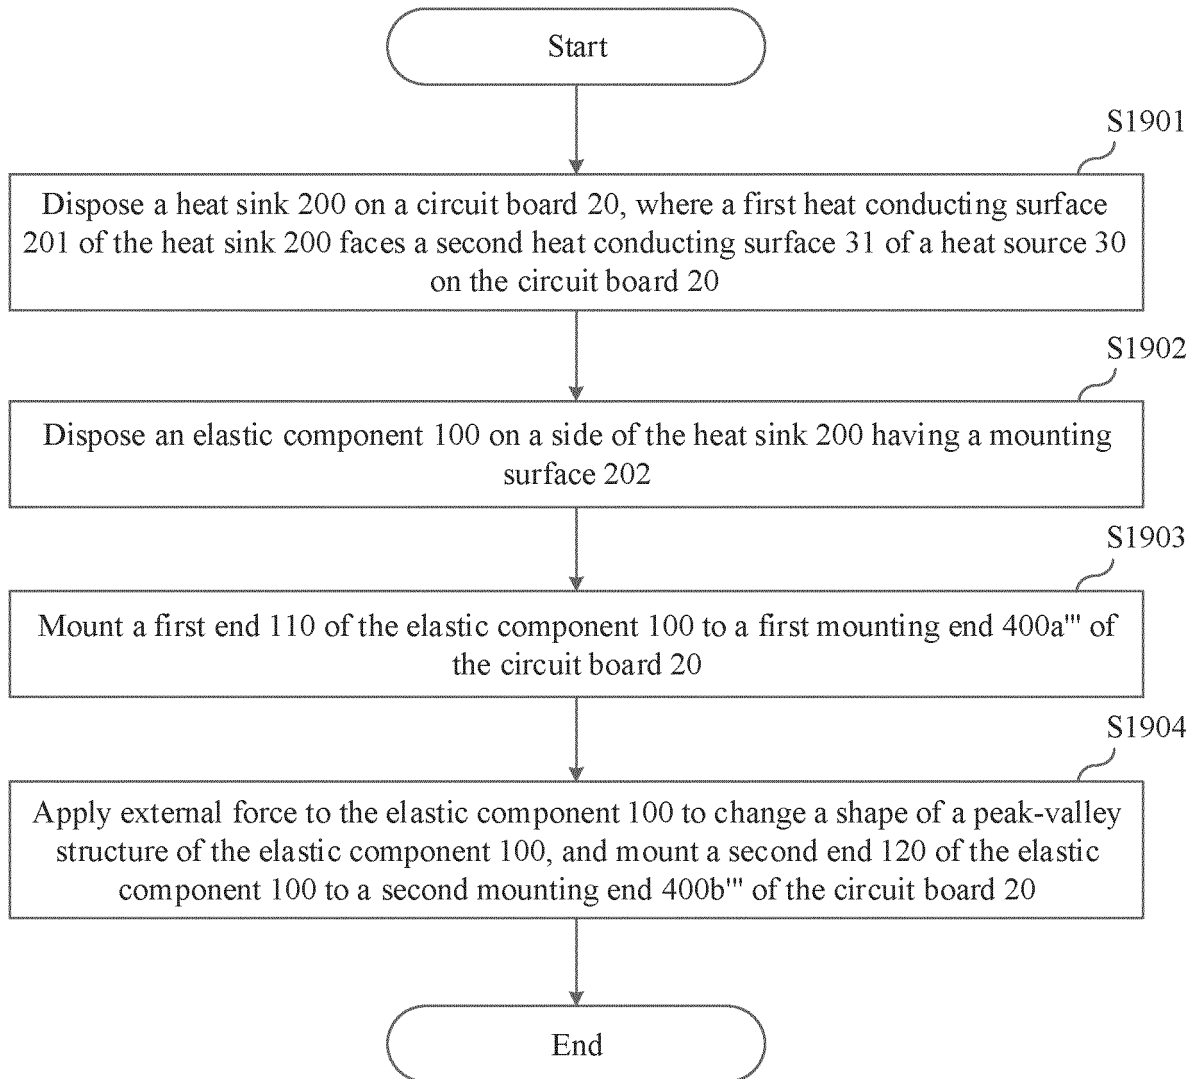 Start
S1901
Dispose a heat sink 200 on a circuit board 20, where a first heat conducting surface
201 of the heat sink 200 faces a second heat conducting surface 31 of a heat source 30
on the circuit board 20
S1902
Dispose an elastic component 100 on a side of the heat sink 200 having a mounting
surface 202
S1903
Mount a first end 110 of the elastic component 100 to a first mounting end 400a''' of
the circuit board 20
S1904
Apply external force to the elastic component 100 to change a shape of a peak-valley
structure of the elastic component 100, and mount a second end 120 of the elastic
component 100 to a second mounting end 400b''' of the circuit board 20
End